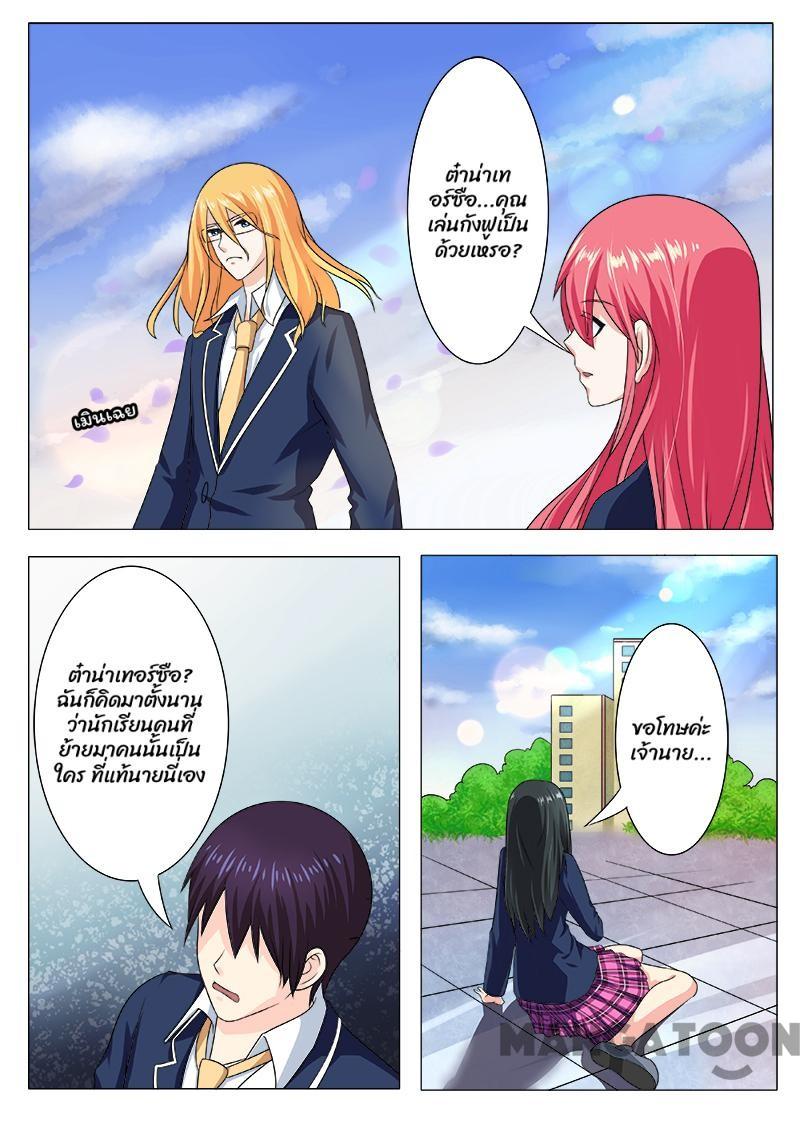 ต๋าน่าเท
อร์ซือ...คุณ
เล่นกังฟูเป็น
ด้วยเหรอ?
เมินเฉย
ต๋าน่าเทอร์ซือ?
ฉันก็คิดมาตั้งนาน
ว่านักเรียนคนที่
ย้ายมาคนนั้นเป็น
ใคร ที่แท้นายนี่เอง
ขอโทษค่ะ
เจ้านาย...
MANGATOON